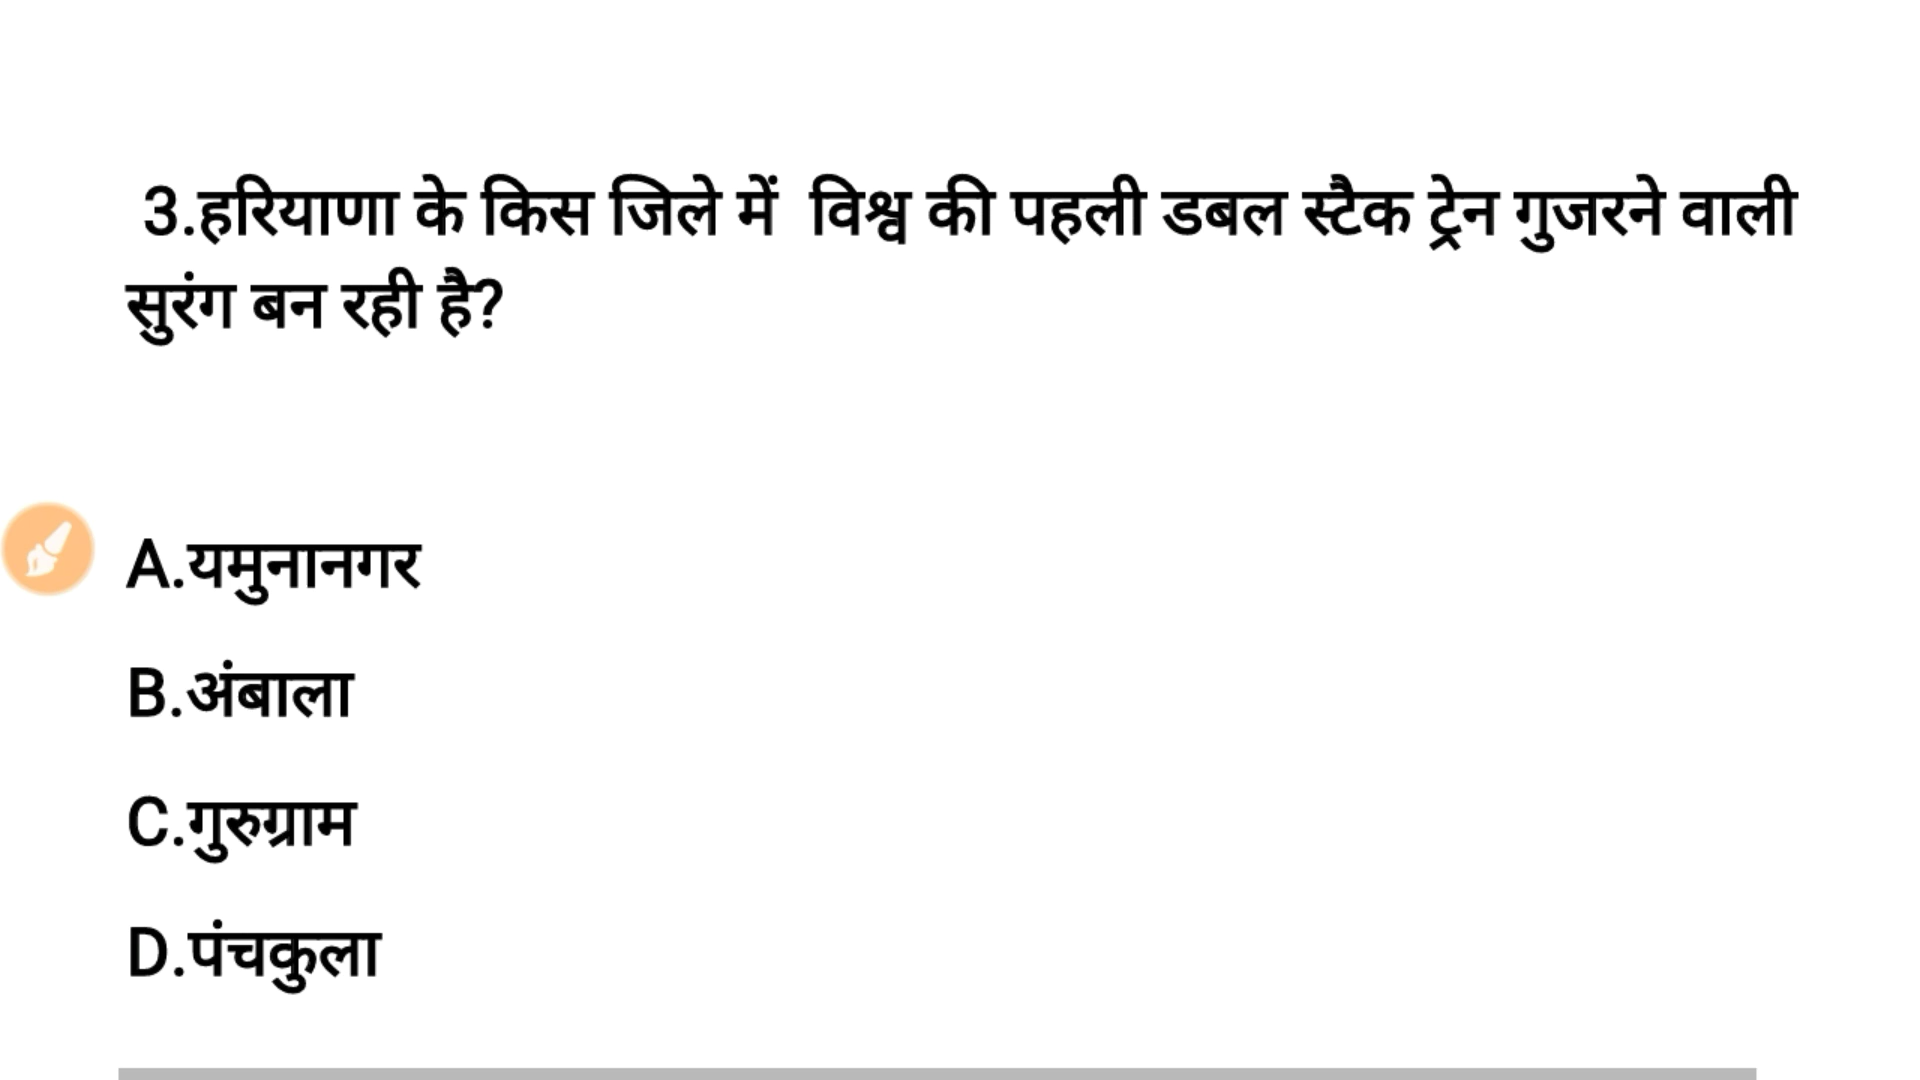 3.हरियाणा के किस जिले में विश्व की पहली डबल स्टैक ट्रेन गुजरने वाली
सुरंग बन रही है?
A.यमुनानगर
B.अंबाला
C.गुरुग्राम
D.पंचकुला